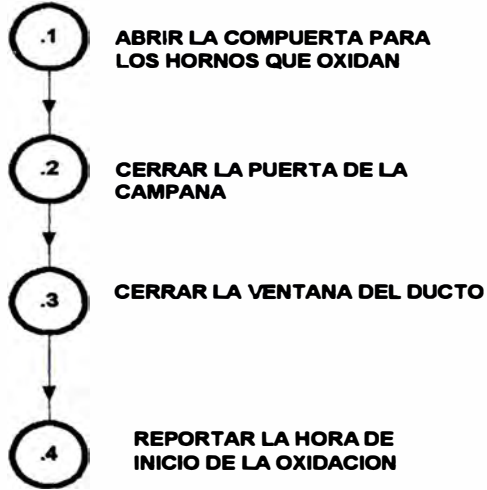 .1
ABRIR LA COMPUERTA PARA
LOS HORNOS QUE OXIDAN
.2
CERRAR LA PUERTA DE LA
CAMPANA
.3
CERRAR LA VENTANA DEL DUCTO
.4
REPORTAR LA HORA DE
INICIO DE LA OXIDACION